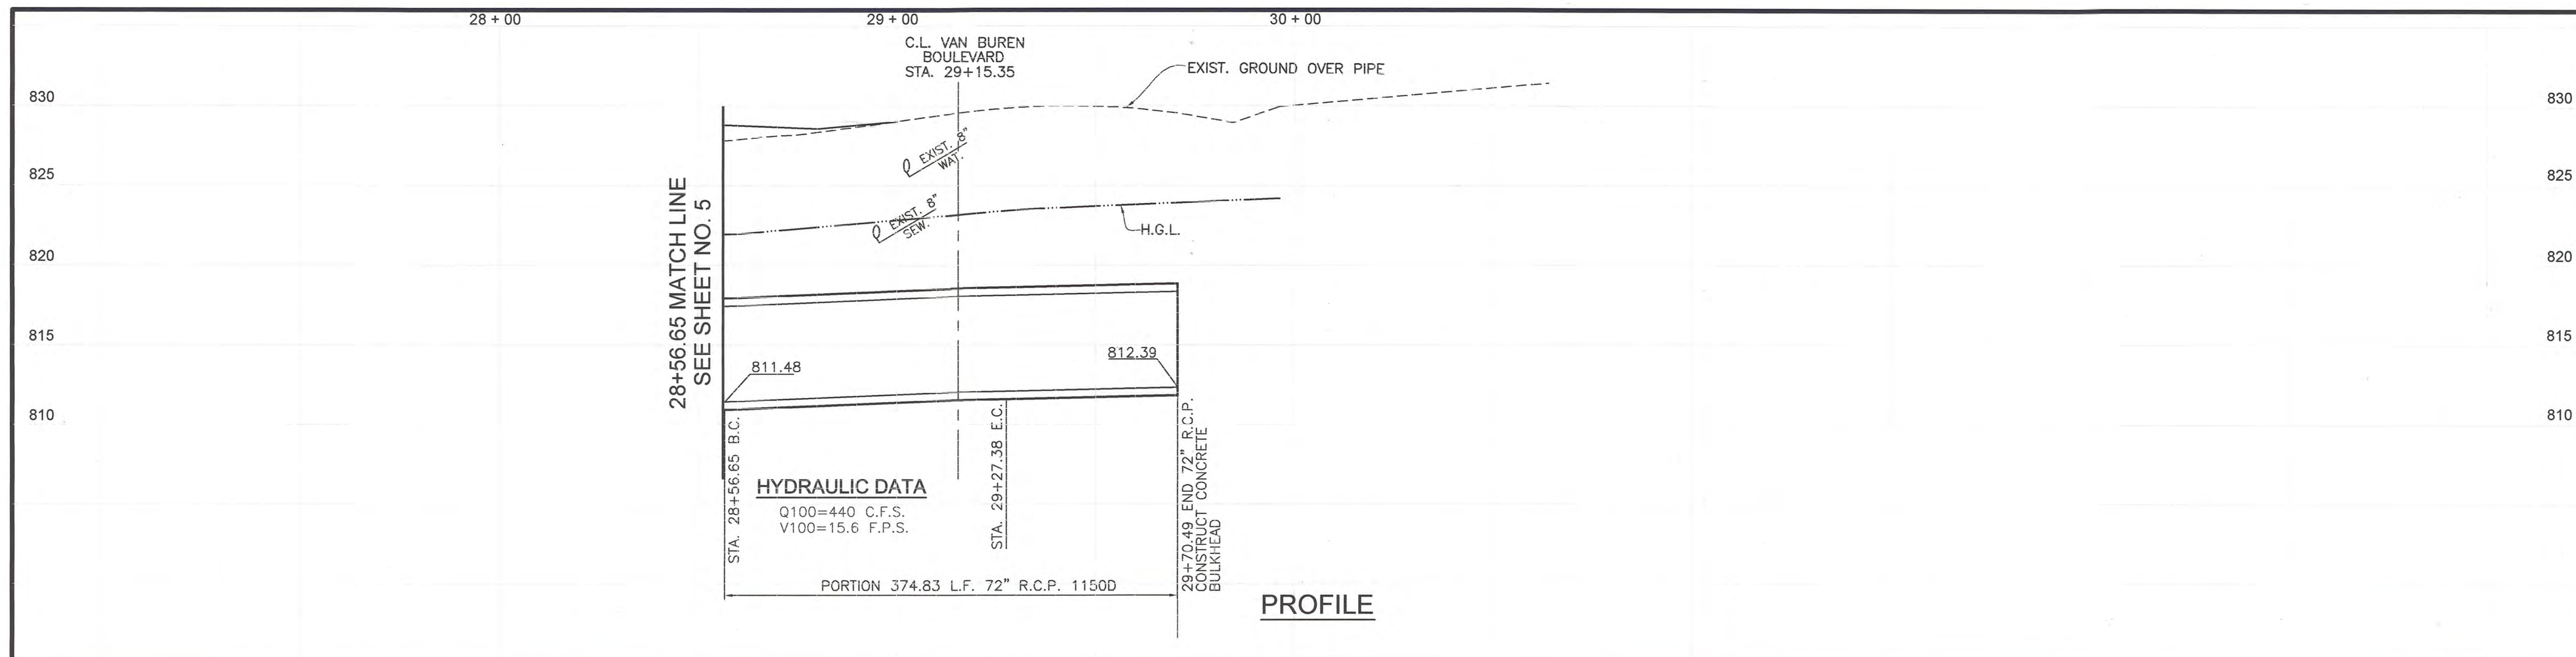 28 + 00
29 + 00
30 + 00
C.L. VAN BUREN
BOULEVARD
STA. 29+15.35
EXIST. GROUND OVER PIPE
830
830
EXIST. 8"
WAT.
825
825
28+56.65 MATCH LINE
SEE SHEET NO. 5
EXIST. 8"
SEW.
H.G.L.
820
820
815
815
811.48
812.39
810
810
STA. 28+56.65 B.C.
HYDRAULIC DATA
Q100=440 C.F.S.
V100=15.6 F.P.S.
STA. 29+27.38 E.C.
29+70.49 END 72" R.C.P.
CONSTRUCT CONCRETE
BULKHEAD
PORTION 374.83 L.F. 72" R.C.P. 1150D
PROFILE